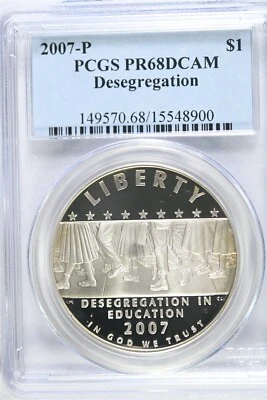 2007-P $1
PCGS PR68DCAM
Desegregation
149570.68/15548900
LIBERTY
DESEGREGATION IN
EDUCATION
2007
IN GOD WE TRUST